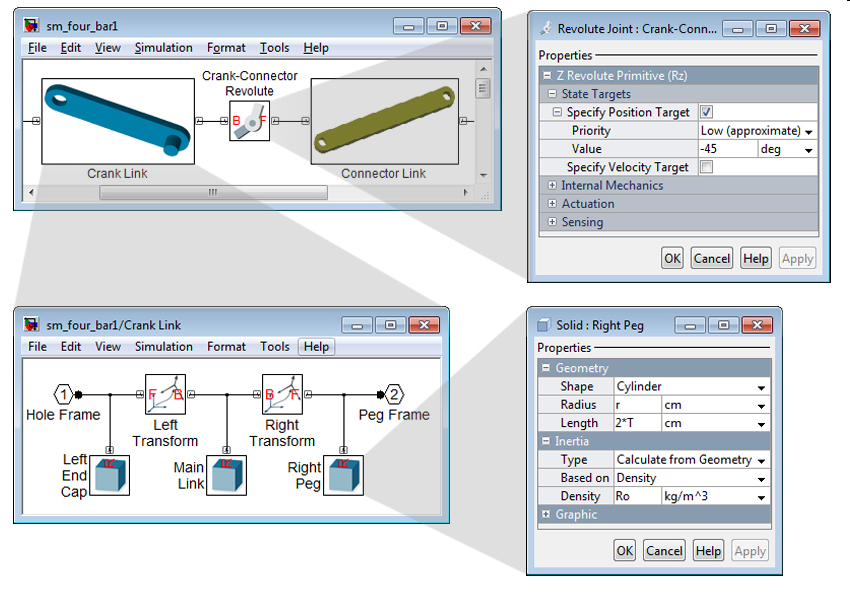 sm_four_bar1
File Edit View Simulation Format Tools Help
Crank-Connector
Revolute
B F
Crank Link
Connector Link
Revolute Joint : Crank-Conn...
Properties
Z Revolute Primitive (Rz)
State Targets
Specify Position Target
Priority Low (approximate)
Value -45 deg
Specify Velocity Target
Internal Mechanics
Actuation
Sensing
OK Cancel Help Apply
sm_four_bar1/Crank Link
File Edit View Simulation Format Tools Help
1 F B B F 2
Hole Frame
Left
Transform
Right
Transform
Peg Frame
Left
End
Cap
Main
Link
Right
Peg
Solid : Right Peg
Properties
Geometry
Shape Cylinder
Radius r cm
Length 2*T cm
Inertia
Type Calculate from Geometry
Based on Density
Density Ro kg/m^3
Graphic
OK Cancel Help Apply